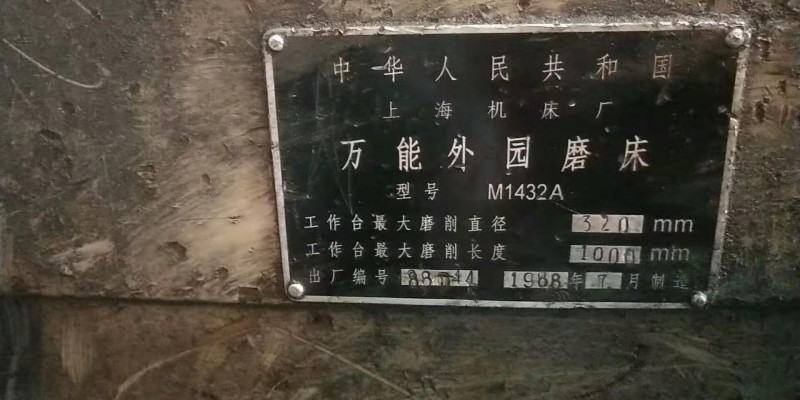 中华人民共和国
上海机床厂
万能外园磨床
型号 M1432A
工作台最大磨削直径 320 mm
工作台最大磨削长度 1000 mm
出厂编号 1988年7月制造